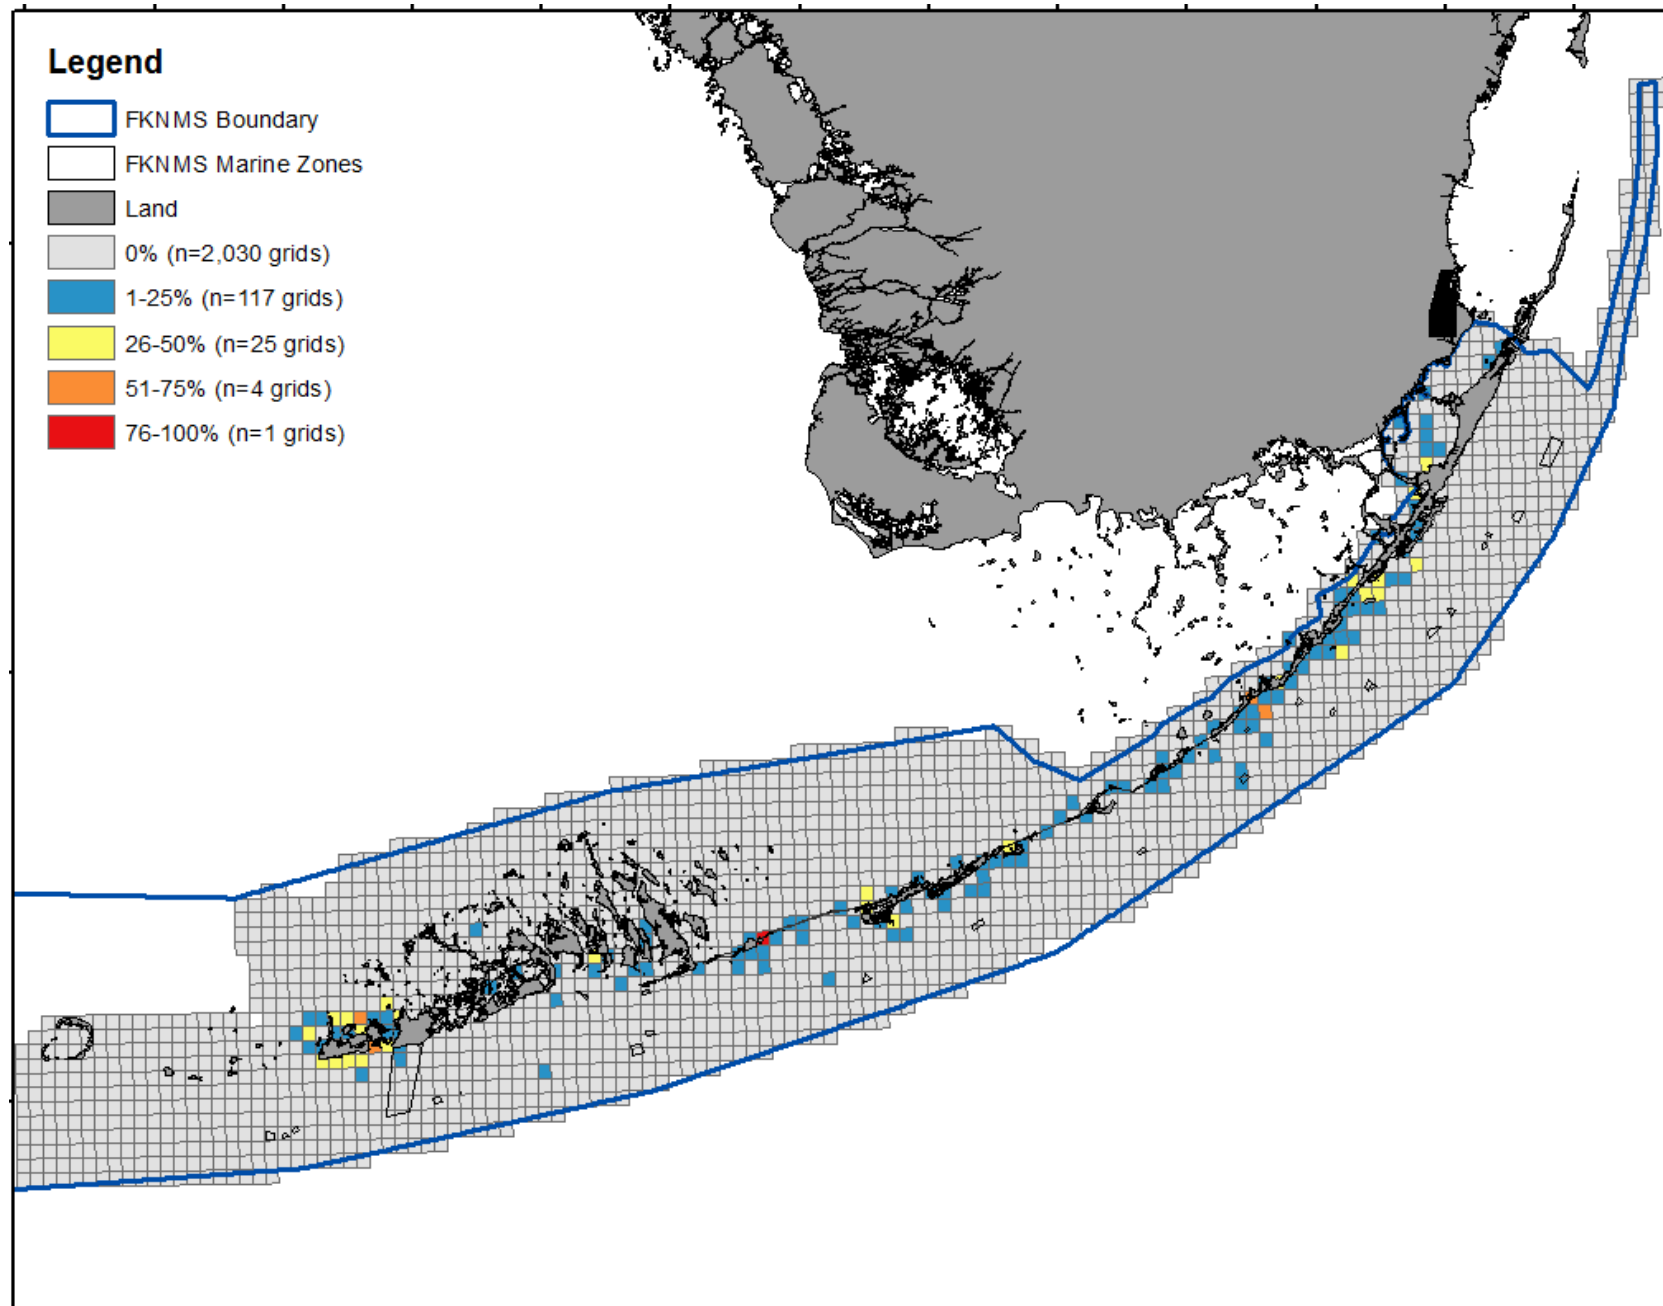 Legend
FKNMS Boundary
FKNMS Marine Zones
Land
0% (n=2,030 grids)
1-25% (n=117 grids)
26-50% (n=25 grids)
51-75% (n=4 grids)
76-100% (n=1 grids)